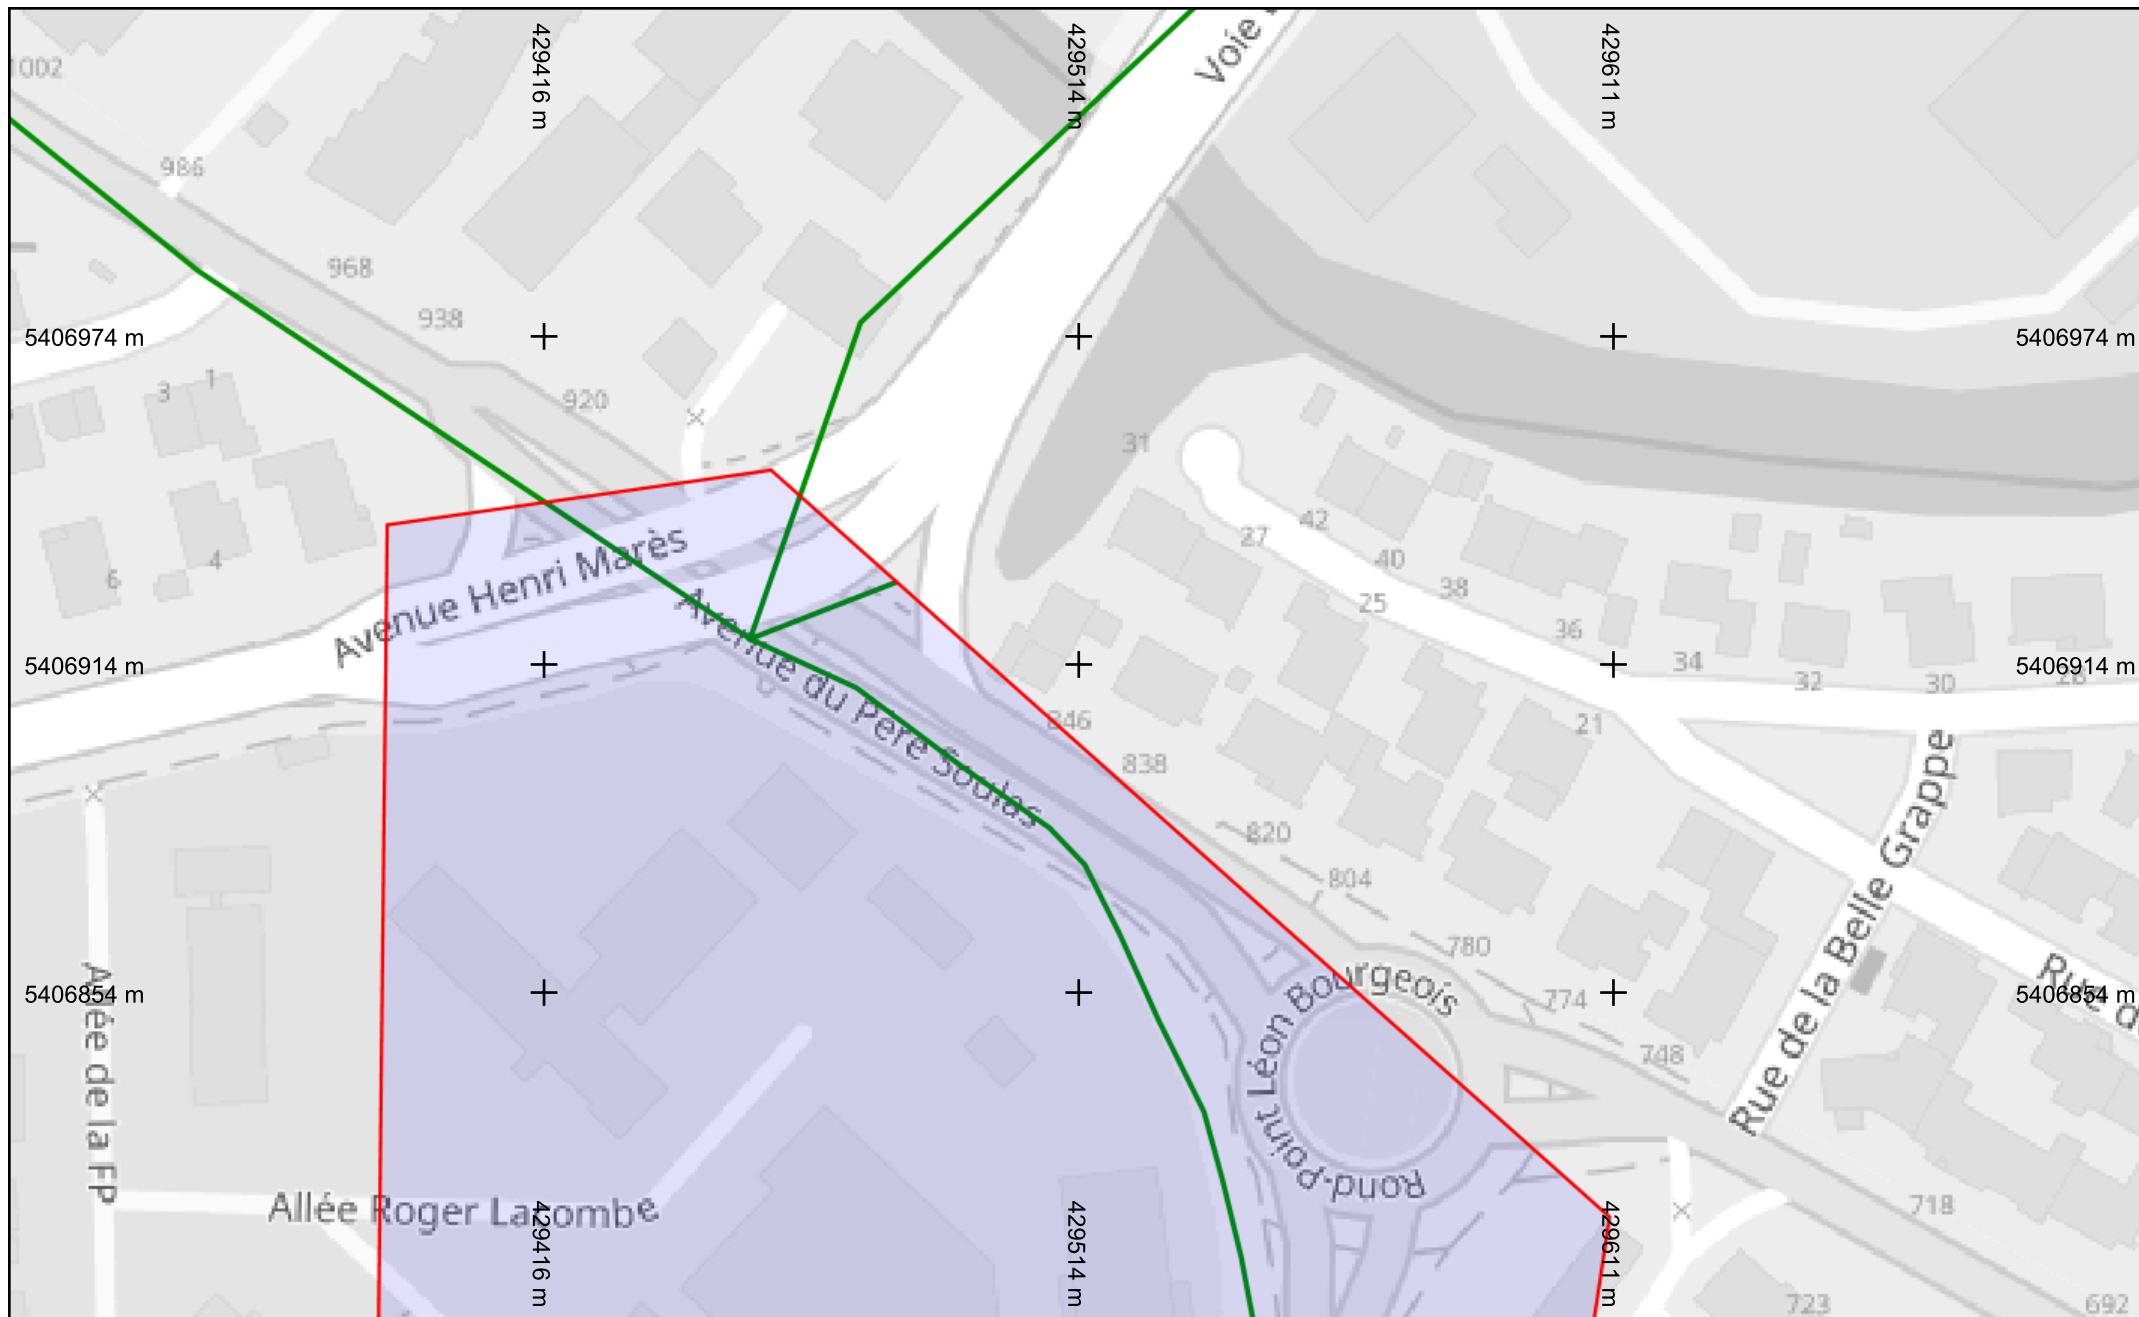 429416 m
429514 m
429611 m
Voie
1002
986
968
938
920
5406974 m
5406974 m
3
1
6
4
31
27
42
40
38
25
36
34
32
30
28
21
Avenue Henri Marès
Avenue du Père Soulas
5406914 m
5406914 m
846
838
820
804
780
774
748
718
723
692
Rue de la Belle Grappe
Rue d
Rond-Point Léon Bourgeois
5406854 m
5406854 m
Allée de la FP
Allée Roger Lacombe
429416 m
429514 m
429611 m